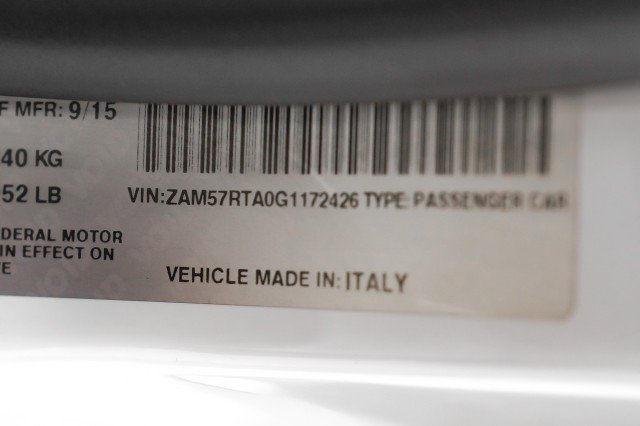 F MFR: 9/15
40 KG
52 LB
VIN:ZAM57RTA0G1172426 TYPE: PASSENGER CAR
DERAL MOTOR
IN EFFECT ON
E
VEHICLE MADE IN: ITALY